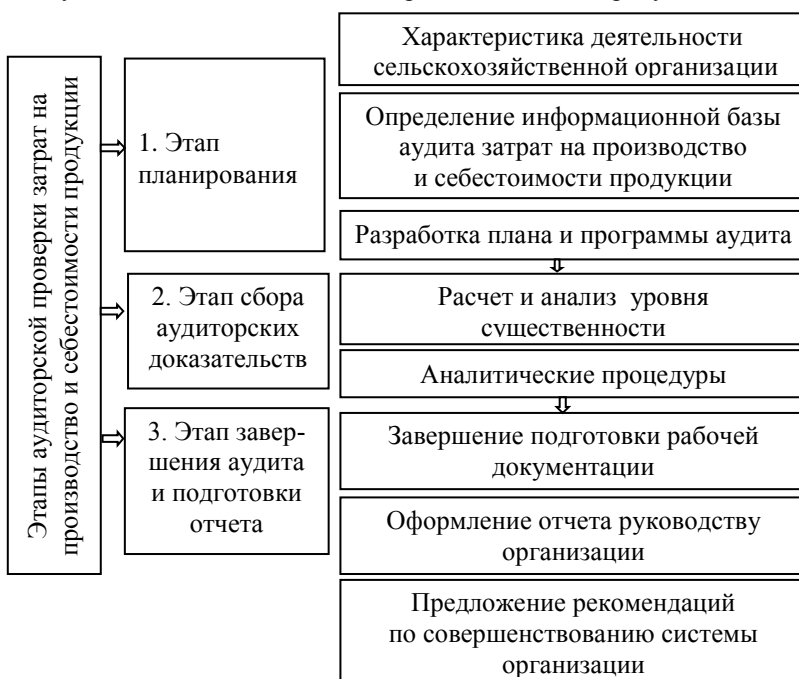 Этапы аудиторской проверки затрат на
производство и себестоимости продукции
1. Этап
планирования
Характеристика деятельности
сельскохозяйственной организации
Определение информационной базы
аудита затрат на производство
и себестоимости продукции
Разработка плана и программы аудита
2. Этап сбора
аудиторских
доказательств
Расчет и анализ уровня
существенности
Аналитические процедуры
3. Этап завер-
шения аудита
и подготовки
отчета
Завершение подготовки рабочей
документации
Оформление отчета руководству
организации
Предложение рекомендаций
по совершенствованию системы
организации